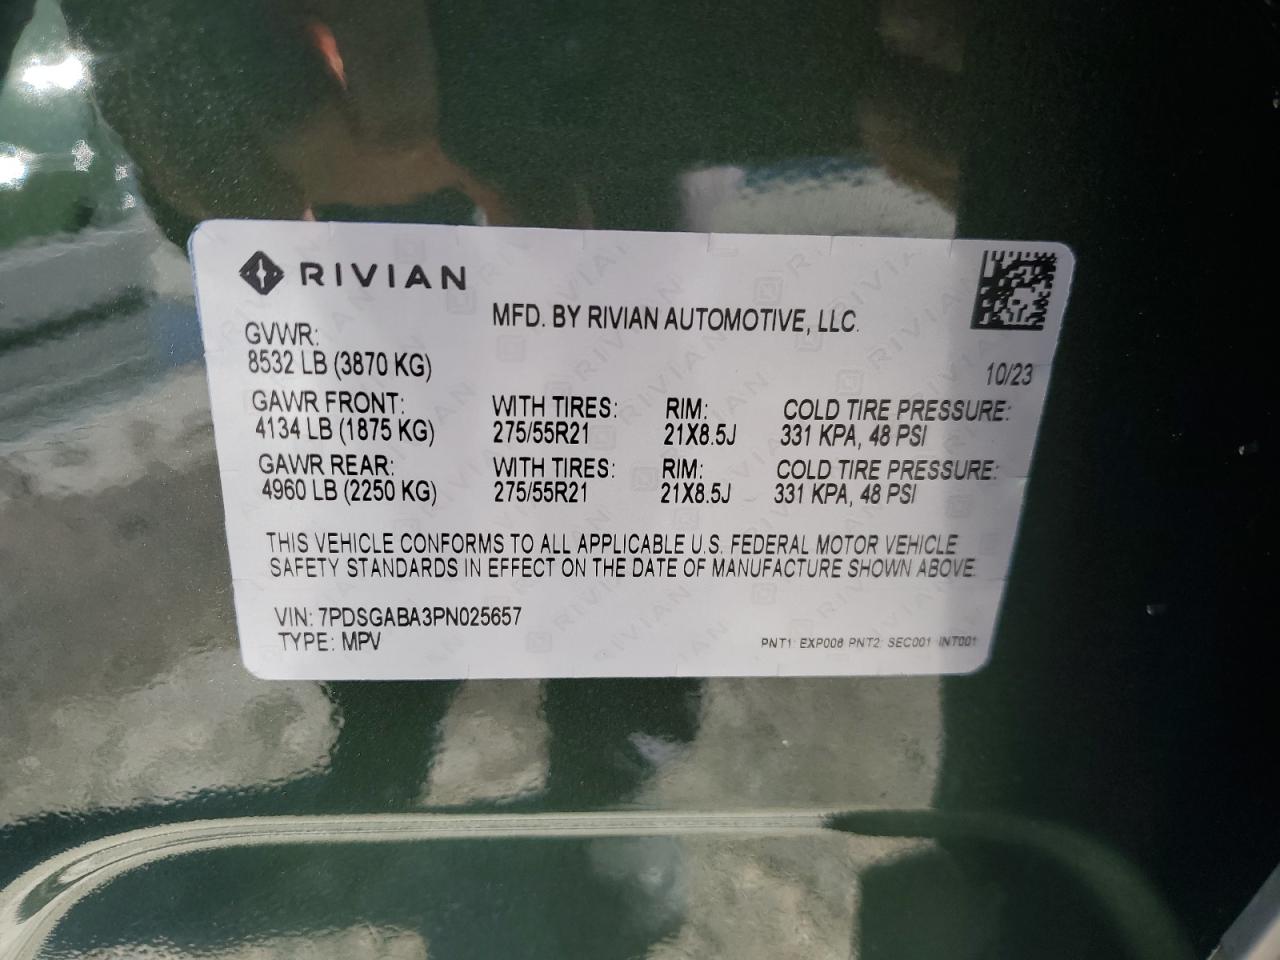 RIVIAN
MFD. BY RIVIAN AUTOMOTIVE, LLC.
GVWR:
8532 LB (3870 KG)
10/23
GAWR FRONT: WITH TIRES: RIM: COLD TIRE PRESSURE:
4134 LB (1875 KG) 275/55R21 21X8.5J 331 KPA, 48 PSI
GAWR REAR: WITH TIRES: RIM: COLD TIRE PRESSURE:
4960 LB (2250 KG) 275/55R21 21X8.5J 331 KPA, 48 PSI
THIS VEHICLE CONFORMS TO ALL APPLICABLE U.S. FEDERAL MOTOR VEHICLE
SAFETY STANDARDS IN EFFECT ON THE DATE OF MANUFACTURE SHOWN ABOVE.
VIN: 7PDSGABA3PN025657
TYPE: MPV
PNT1: EXP006 PNT2: SEC001 INT001